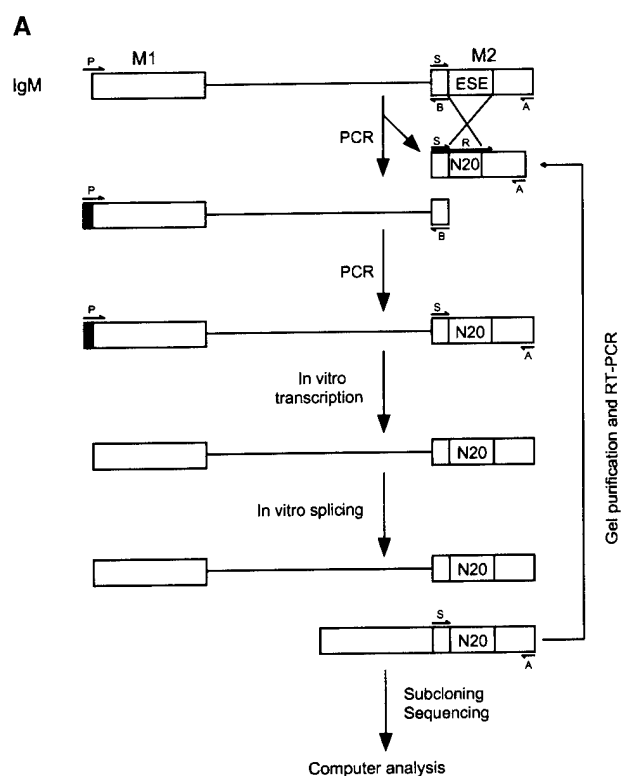 A
P
M1
S
M2
IgM
ESE
B
A
PCR
S
R
N20
A
P
B
PCR
P
S
N20
A
In vitro
transcription
N20
In vitro splicing
N20
S
N20
A
Gel purification and RT-PCR
Subcloning
Sequencing
Computer analysis